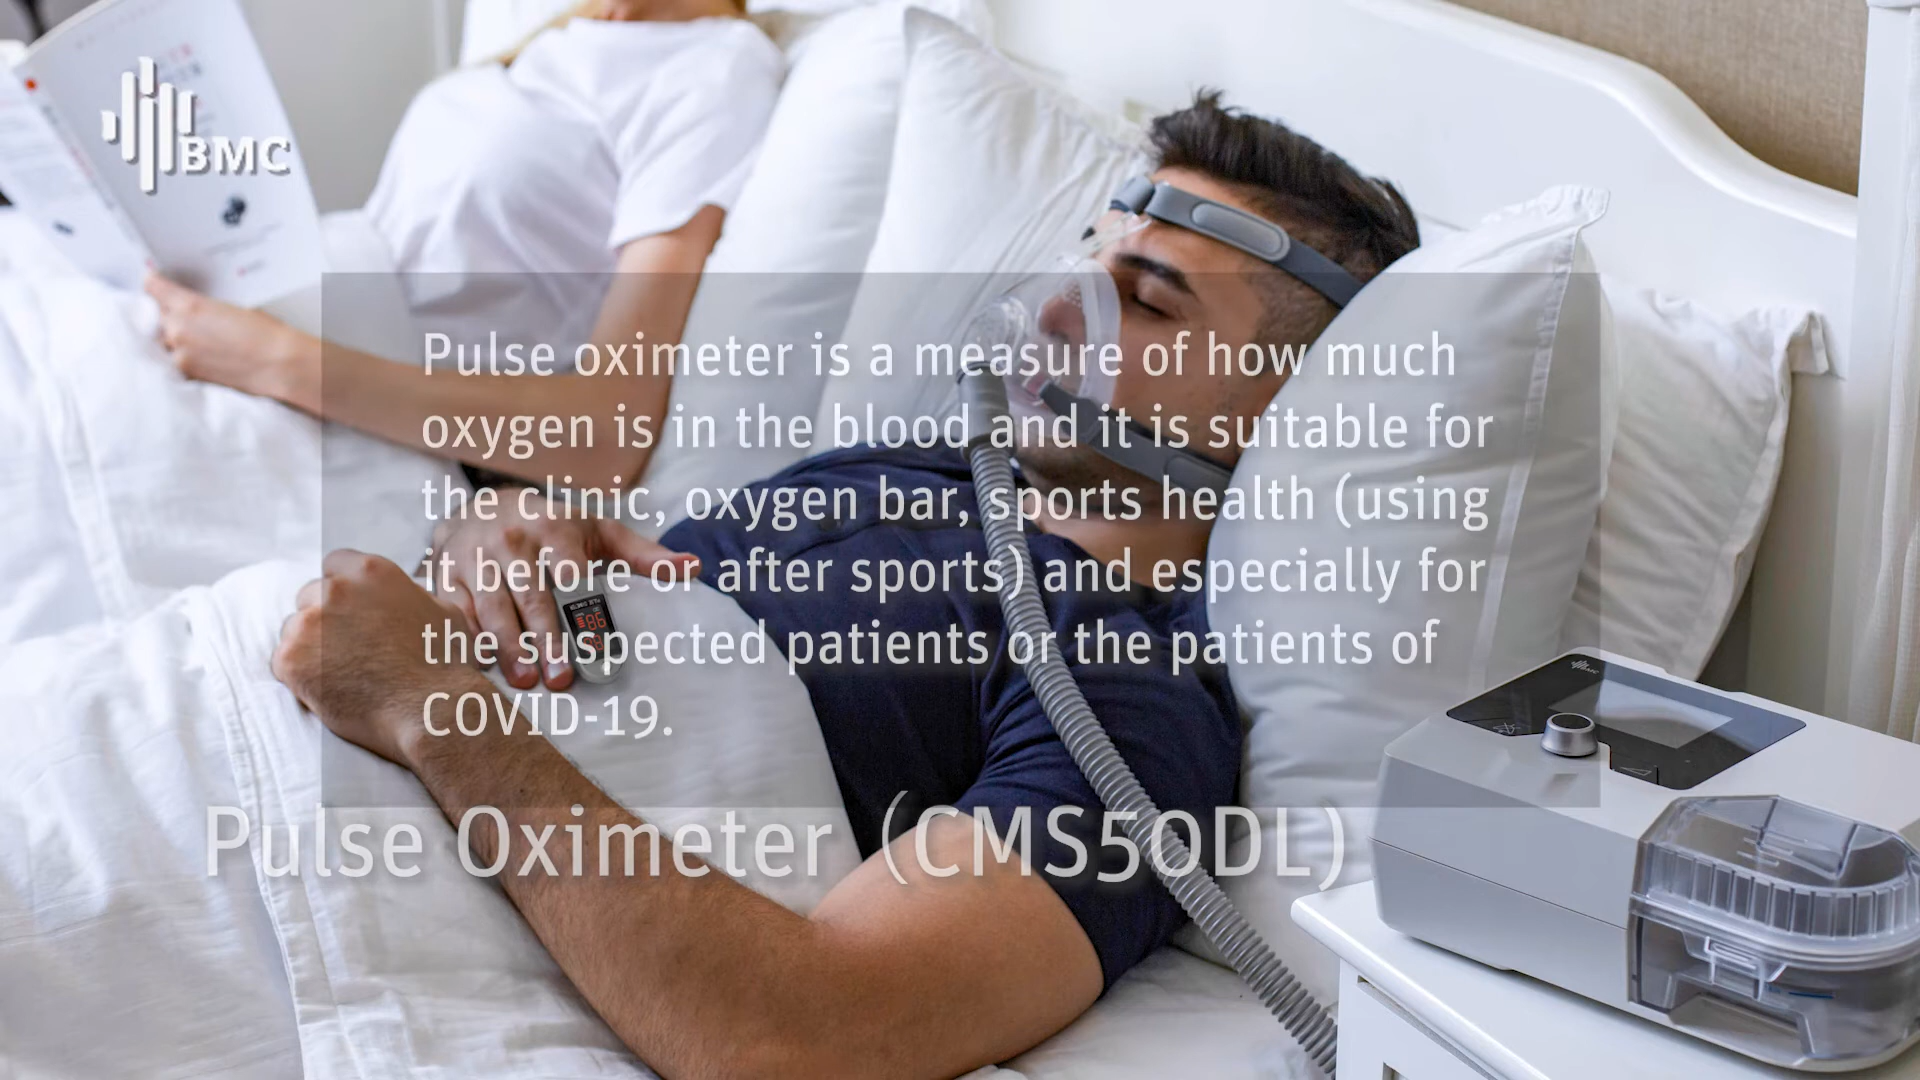 BMC
Pulse oximeter is a measure of how much
oxygen is in the blood and it is suitable for
the clinic, oxygen bar, sports health (using
it before or after sports) and especially for
the suspected patients or the patients of
COVID-19.
Pulse Oximeter (CMS50DL)